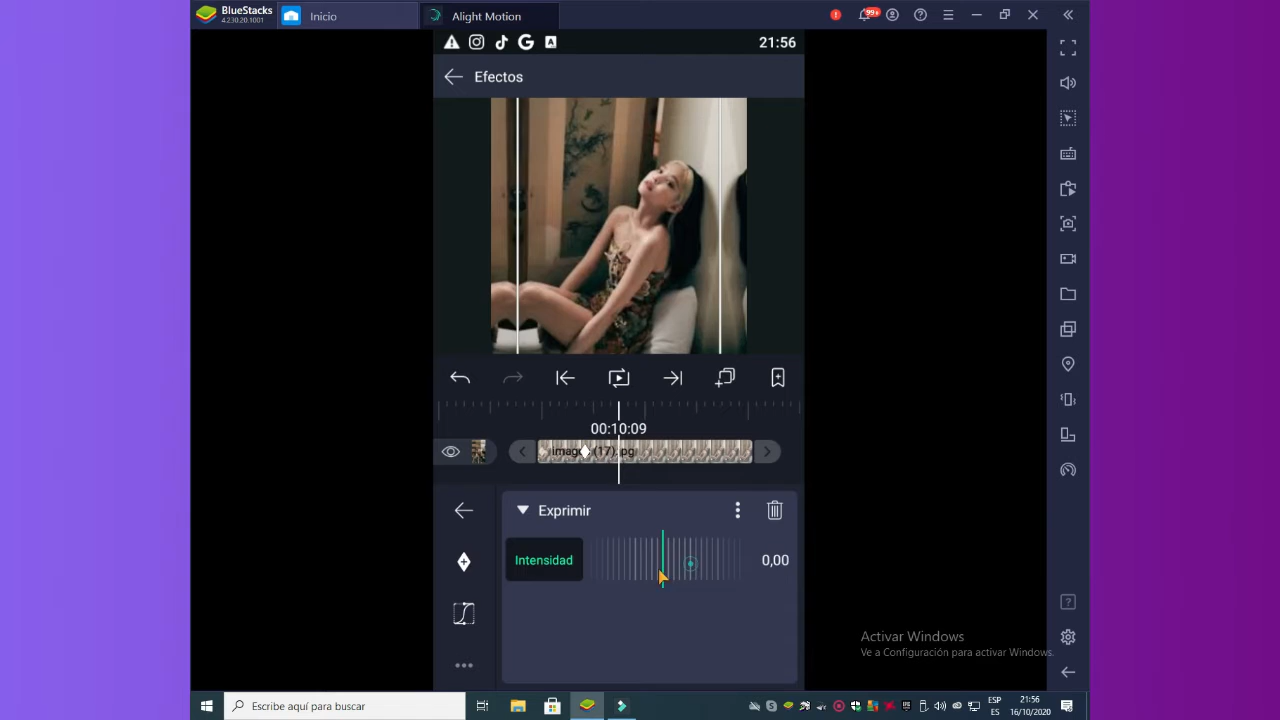 BlueStacks
4.230.20.1001
Inicio
Alight Motion
99+
21:56
Efectos
00:10:09
(17).jpg
Exprimir
Intensidad
0,00
Activar Windows
Ve a Configuración para activar Windows.
Escribe aquí para buscar
ESP
ES
21:56
16/10/2020